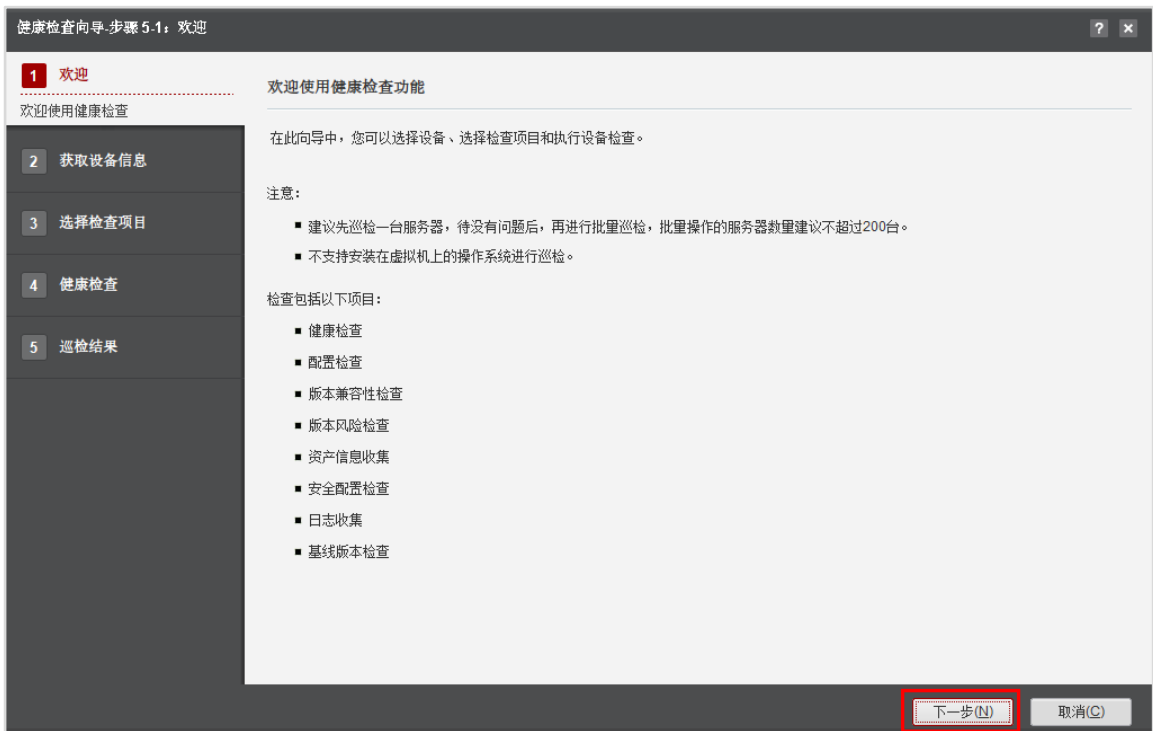 健康检查向导-步骤 5-1：欢迎
? ×
1 欢迎
欢迎使用健康检查
2 获取设备信息
3 选择检查项目
4 健康检查
5 巡检结果
欢迎使用健康检查功能
在此向导中，您可以选择设备、选择检查项目和执行设备检查。
注意：
■ 建议先巡检一台服务器，待没有问题后，再进行批量巡检，批量操作的服务器数量建议不超过200台。
■ 不支持安装在虚拟机上的操作系统进行巡检。
检查包括以下项目：
■ 健康检查
■ 配置检查
■ 版本兼容性检查
■ 版本风险检查
■ 资产信息收集
■ 安全配置检查
■ 日志收集
■ 基线版本检查
下一步(N) 取消(C)